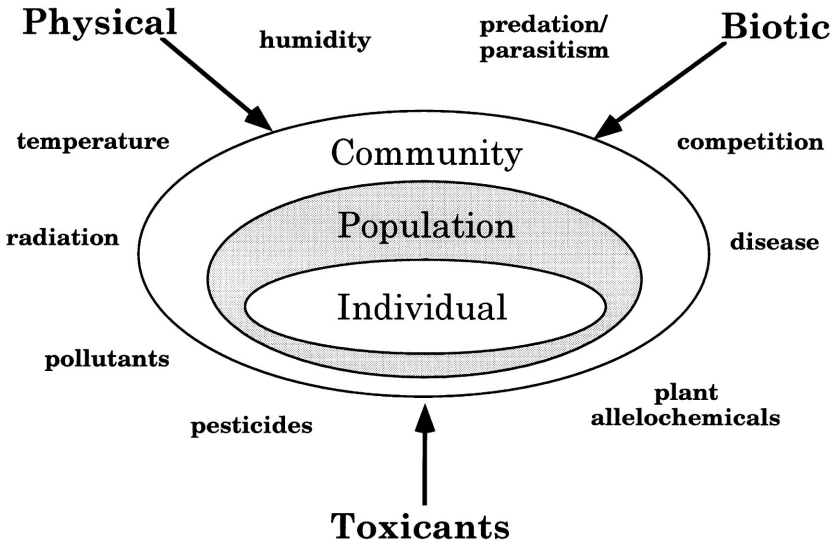 Physical
humidity
predation/
parasitism
Biotic
temperature
Community
competition
radiation
Population
disease
Individual
pollutants
plant
allelochemicals
pesticides
Toxicants